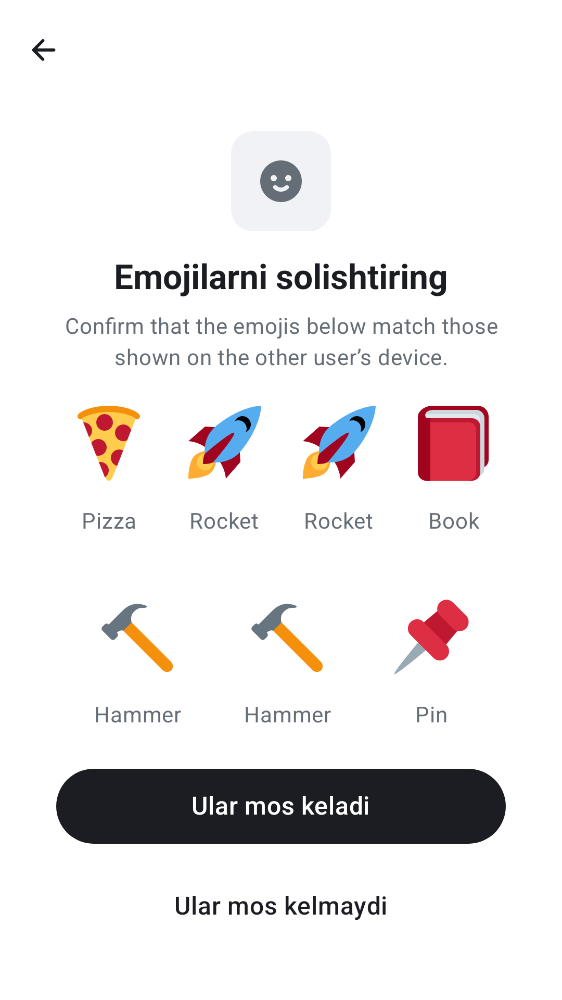 Emojilarni solishtiring
Confirm that the emojis below match those
shown on the other user’s device.
Pizza Rocket Rocket Book
Hammer Hammer Pin
Ular mos keladi
Ular mos kelmaydi